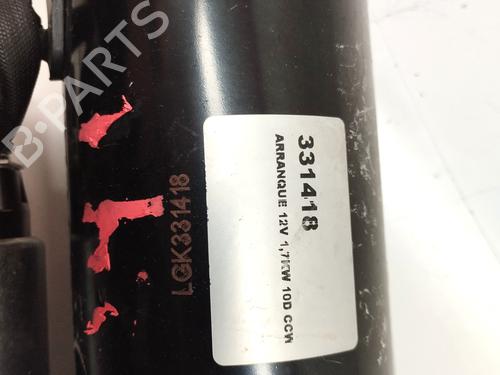 B-PARTS
LGK331418
331418
ARRANQUE 12V 1,7KW 10D CCW